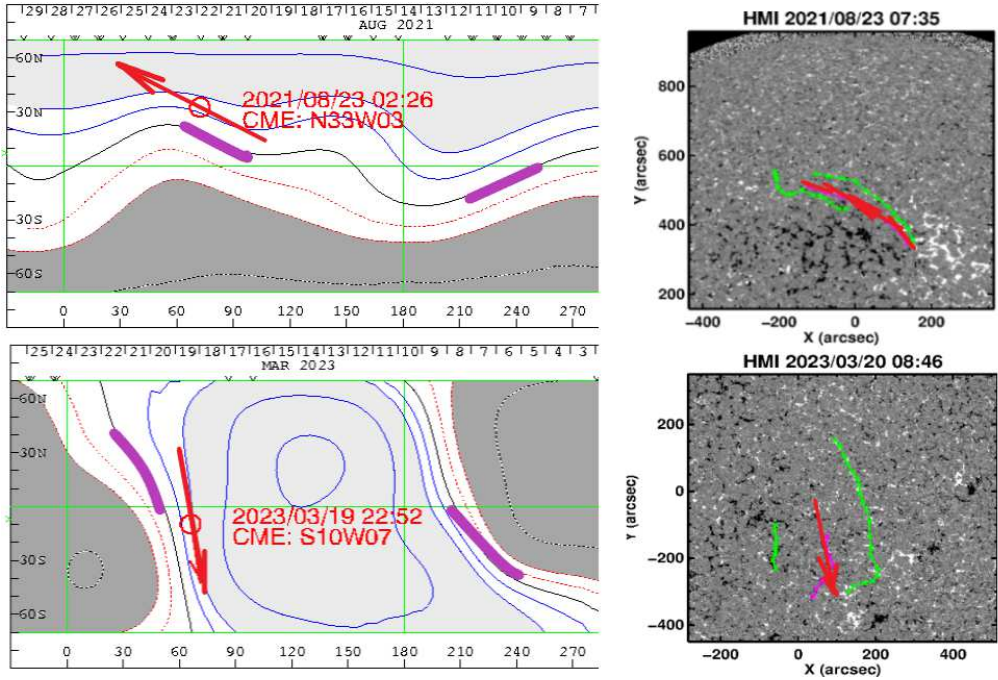 29 28 27 26 25 24 23 22 21 20 19 18 17 16 15 14 13 12 11 10 9 8 7
AUG 2021
60N
30N
2021/08/23 02:26
CME: N33W03
30S
60S
0 30 60 90 120 150 180 210 240 270
HMI 2021/08/23 07:35
800
600
400
200
Y (arcsec)
-400 -200 0 200
X (arcsec)
25 24 23 22 21 20 19 18 17 16 15 14 13 12 11 10 9 8 7 6 5 4 3
MAR 2023
60N
30N
2023/03/19 22:52
CME: S10W07
30S
60S
0 30 60 90 120 150 180 210 240 270
HMI 2023/03/20 08:46
200
0
-200
-400
Y (arcsec)
-200 0 200 400
X (arcsec)